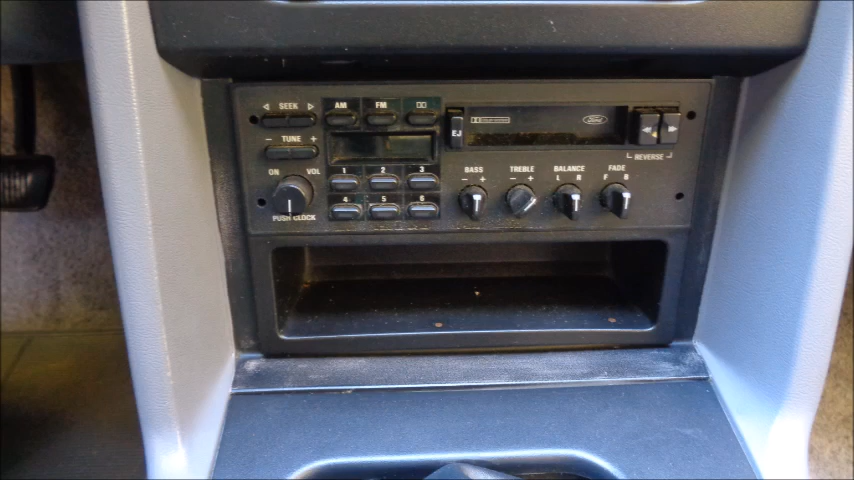 SEEK
AM FM
EJ
Ford
- TUNE +
REVERSE
ON VOL
1 2 3
4 5 6
BASS TREBLE BALANCE FADE
- + - + L R F R
PUSH CLOCK